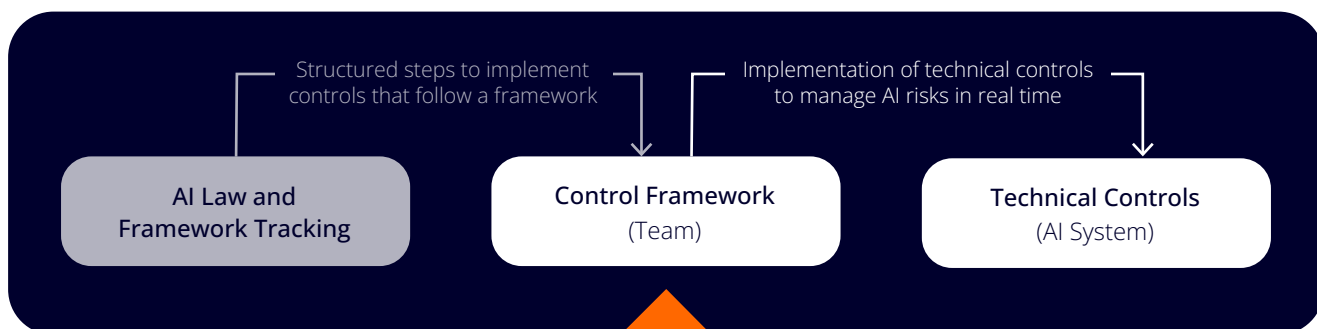 Structured steps to implement
controls that follow a framework
Implementation of technical controls
to manage AI risks in real time
AI Law and
Framework Tracking
Control Framework
(Team)
Technical Controls
(AI System)